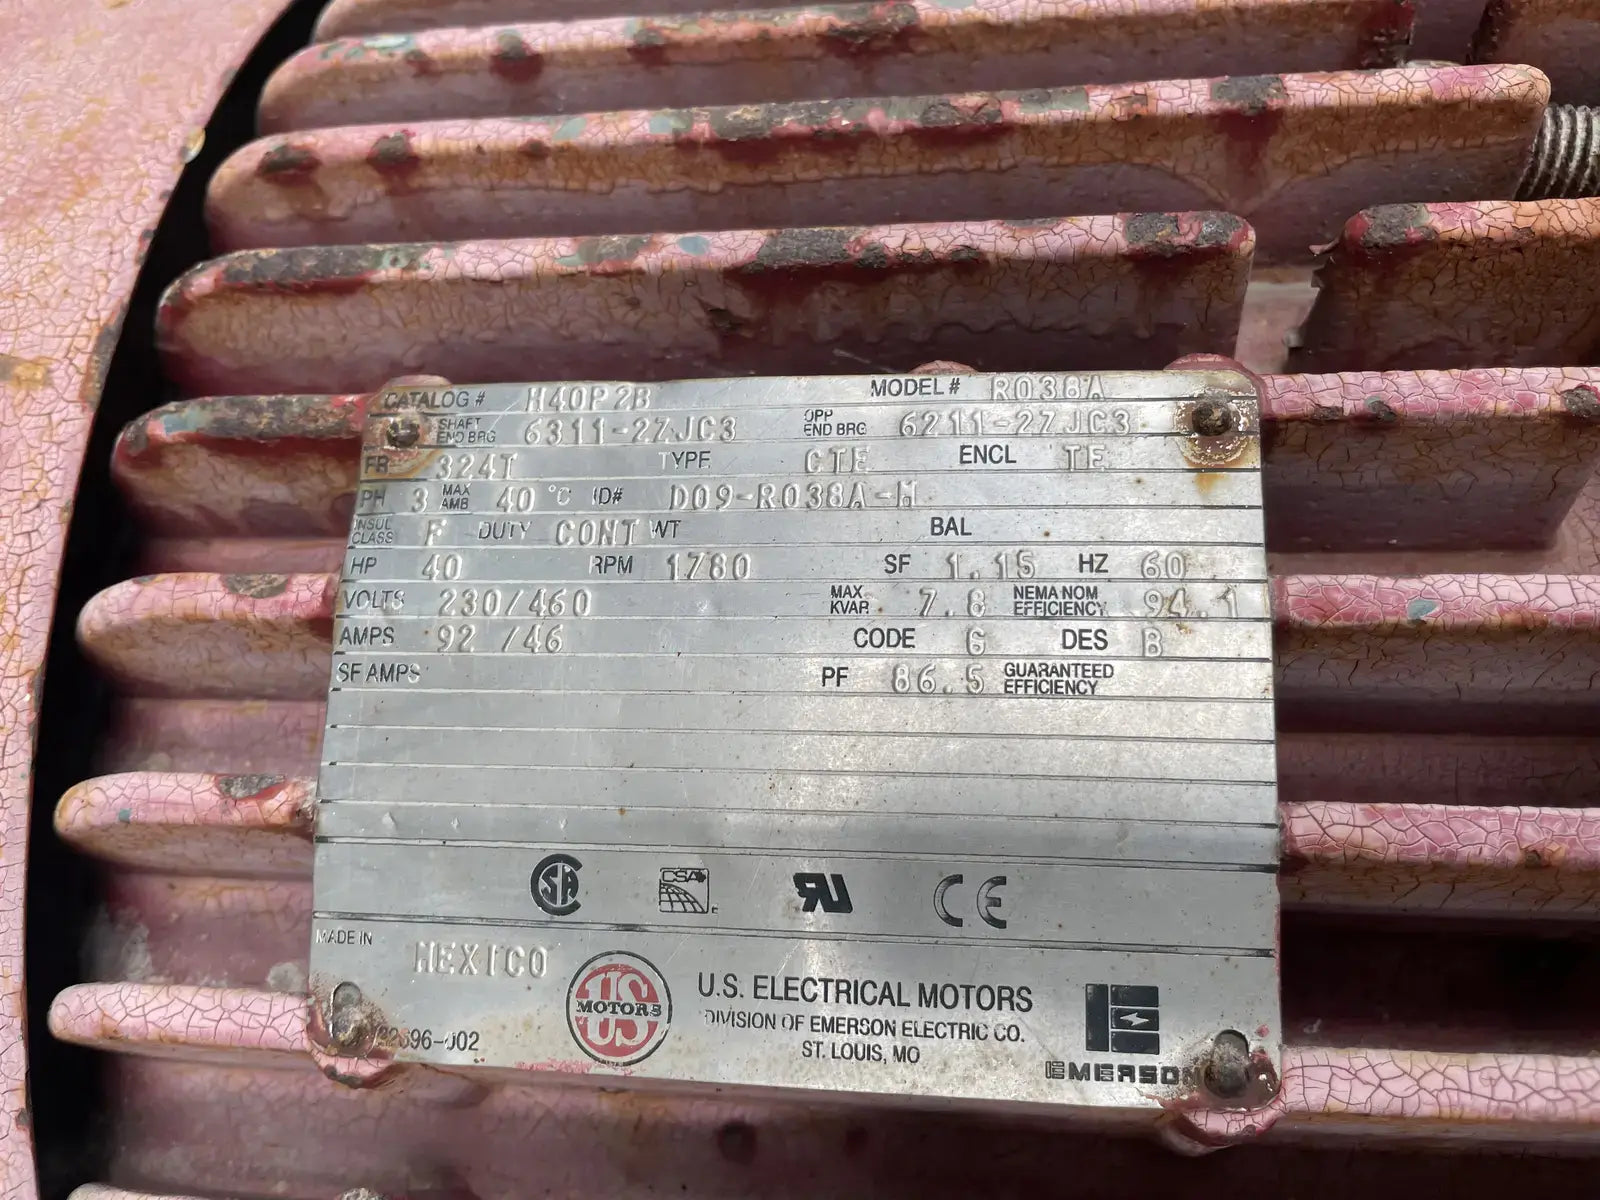 CATALOG # H40P2B MODEL # R038A
SHAFT END BRG 6311-2ZJC3 OPP END BRG 6211-2ZJC3
FR 324T TYPE CTE ENCL TE
PH 3 MAX AMB 40 °C ID# D09-R038A-M
INSUL CLASS F DUTY CONT WT BAL
HP 40 RPM 1780 SF 1.15 HZ 60
VOLTS 230/460 MAX KVAR 7.8 NEMA NOM EFFICIENCY 94.1
AMPS 92 /46 CODE G DES B
SF AMPS PF 86.5 GUARANTEED EFFICIENCY
CSA CSA UR CE
MADE IN MEXICO
US MOTORS
U.S. ELECTRICAL MOTORS
DIVISION OF EMERSON ELECTRIC CO.
ST. LOUIS, MO
EMERSON